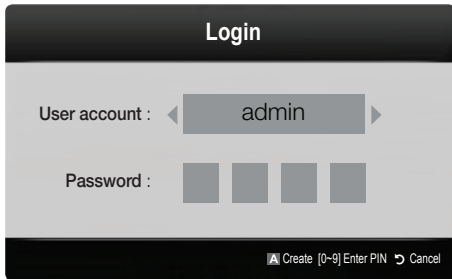 Login
User account : admin
Password :
A Create [0~9] Enter PIN Cancel